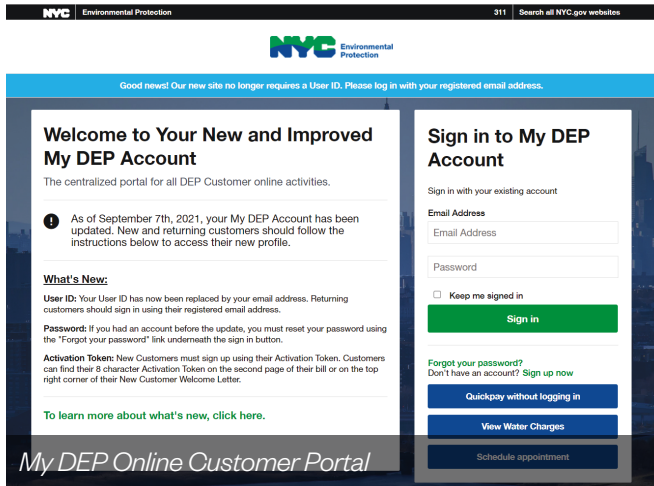 NYC Environmental Protection 311 Search all NYC.gov websites
NYC Environmental
Protection
Good news! Our new site no longer requires a User ID. Please log in with your registered email address.
Welcome to Your New and Improved
My DEP Account
The centralized portal for all DEP Customer online activities.
As of September 7th, 2021, your My DEP Account has been
updated. New and returning customers should follow the
instructions below to access their new profile.
What's New:
User ID: Your User ID has now been replaced by your email address. Returning
customers should sign in using their registered email address.
Password: If you had an account before the update, you must reset your password using
the "Forgot your password" link underneath the sign in button.
Activation Token: New Customers must sign up using their Activation Token. Customers
can find their 8 character Activation Token on the second page of their bill or on the top
right corner of their New Customer Welcome Letter.
To learn more about what's new, click here.
Sign in to My DEP
Account
Sign in with your existing account
Email Address
Email Address
Password
Keep me signed in
Sign in
Forgot your password?
Don't have an account? Sign up now
Quickpay without logging in
View Water Charges
Schedule appointment
My DEP Online Customer Portal